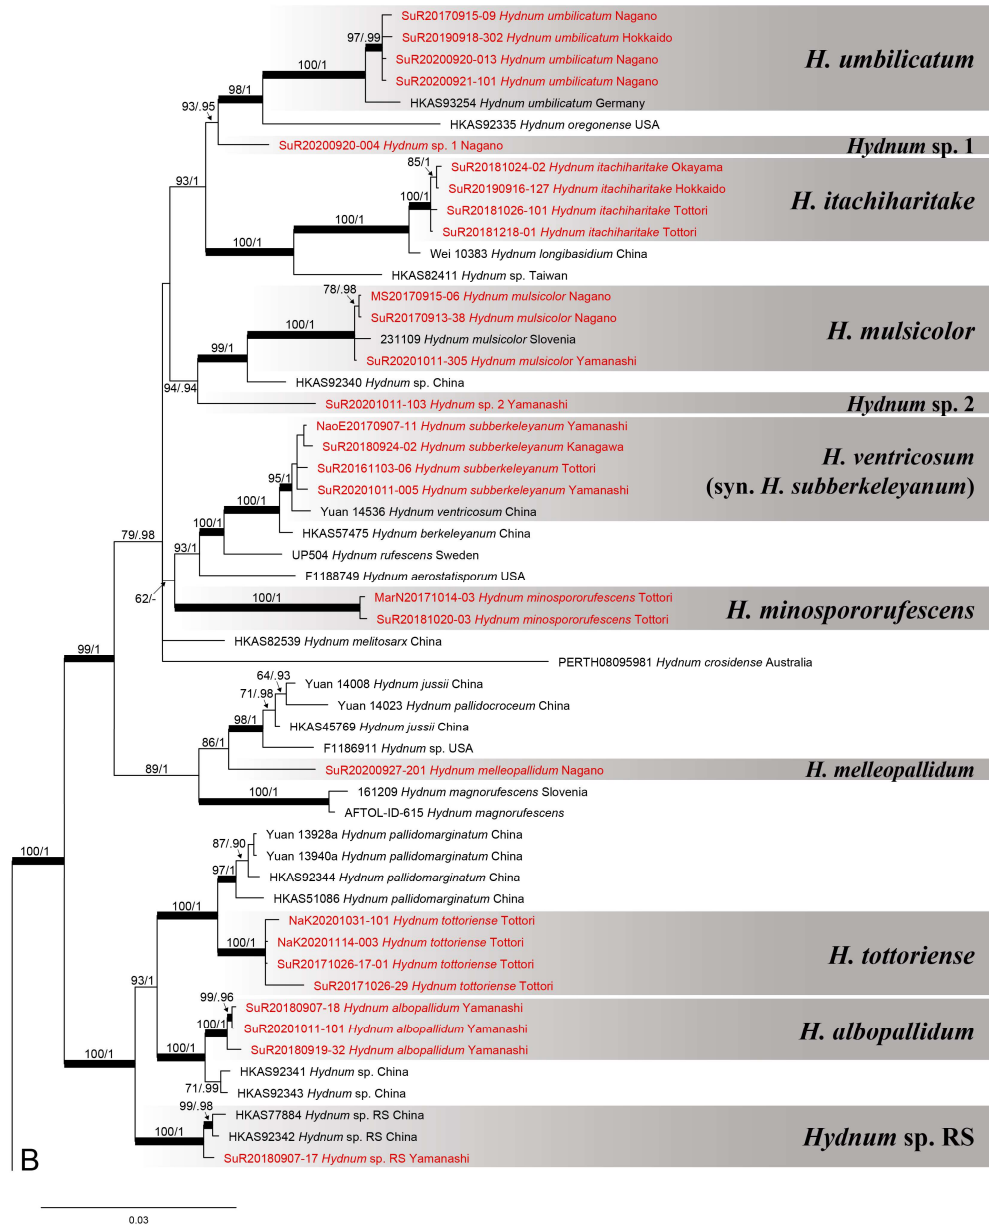 SuR20170915-09 Hydnum umbilicatum Nagano
97/.99
SuR20190918-302 Hydnum umbilicatum Hokkaido
H. umbilicatum
SuR20200920-013 Hydnum umbilicatum Nagano
100/1
SuR20200921-101 Hydnum umbilicatum Nagano
98/1
HKAS93254 Hydnum umbilicatum Germany
93/.95
HKAS92335 Hydnum oregonense USA
SuR20200920-004 Hydnum sp. 1 Nagano
Hydnum sp. 1
85/1
SuR20181024-02 Hydnum itachiharitake Okayama
93/1
SuR20190916-127 Hydnum itachiharitake Hokkaido
100/1
H. itachiharitake
SuR20181026-101 Hydnum itachiharitake Tottori
100/1
SuR20181218-01 Hydnum itachiharitake Tottori
100/1
Wei 10383 Hydnum longibasidium China
HKAS82411 Hydnum sp. Taiwan
78/.98
MS20170915-06 Hydnum mulsicolor Nagano
SuR20170913-38 Hydnum mulsicolor Nagano
100/1
H. mulsicolor
231109 Hydnum mulsicolor Slovenia
99/1
SuR20201011-305 Hydnum mulsicolor Yamanashi
HKAS92340 Hydnum sp. China
94/.94
SuR20201011-103 Hydnum sp. 2 Yamanashi
Hydnum sp. 2
NaoE20170907-11 Hydnum subberkeleyanum Yamanashi
SuR20180924-02 Hydnum subberkeleyanum Kanagawa
H. ventricosum
SuR20161103-06 Hydnum subberkeleyanum Tottori
95/1
(syn. H. subberkeleyanum)
SuR20201011-005 Hydnum subberkeleyanum Yamanashi
100/1
Yuan 14536 Hydnum ventricosum China
100/1
HKAS57475 Hydnum berkeleyanum China
79/.98
93/1
UP504 Hydnum rufescens Sweden
F1188749 Hydnum aerostatisporum USA
62/-
100/1
MarN20171014-03 Hydnum minospororufescens Tottori
H. minospororufescens
SuR20181020-03 Hydnum minospororufescens Tottori
HKAS82539 Hydnum melitosarx China
99/1
PERTH08095981 Hydnum crosidense Australia
64/.93
Yuan 14008 Hydnum jussii China
71/.98
Yuan 14023 Hydnum pallidocroceum China
98/1
HKAS45769 Hydnum jussii China
86/1
F1186911 Hydnum sp. USA
89/1
SuR20200927-201 Hydnum melleopallidum Nagano
H. melleopallidum
100/1
161209 Hydnum magnorufescens Slovenia
AFTOL-ID-615 Hydnum magnorufescens
Yuan 13928a Hydnum pallidomarginatum China
87/.90
Yuan 13940a Hydnum pallidomarginatum China
100/1
97/1
HKAS92344 Hydnum pallidomarginatum China
HKAS51086 Hydnum pallidomarginatum China
100/1
NaK20201031-101 Hydnum tottoriense Tottori
100/1
NaK20201114-003 Hydnum tottoriense Tottori
H. tottoriense
SuR20171026-17-01 Hydnum tottoriense Tottori
93/1
SuR20171026-29 Hydnum tottoriense Tottori
99/.96
SuR20180907-18 Hydnum albopallidum Yamanashi
100/1
SuR20201011-101 Hydnum albopallidum Yamanashi
H. albopallidum
100/1
100/1
SuR20180919-32 Hydnum albopallidum Yamanashi
HKAS92341 Hydnum sp. China
71/.99
HKAS92343 Hydnum sp. China
99/.98
HKAS77884 Hydnum sp. RS China
100/1
HKAS92342 Hydnum sp. RS China
Hydnum sp. RS
SuR20180907-17 Hydnum sp. RS Yamanashi
B
0.03